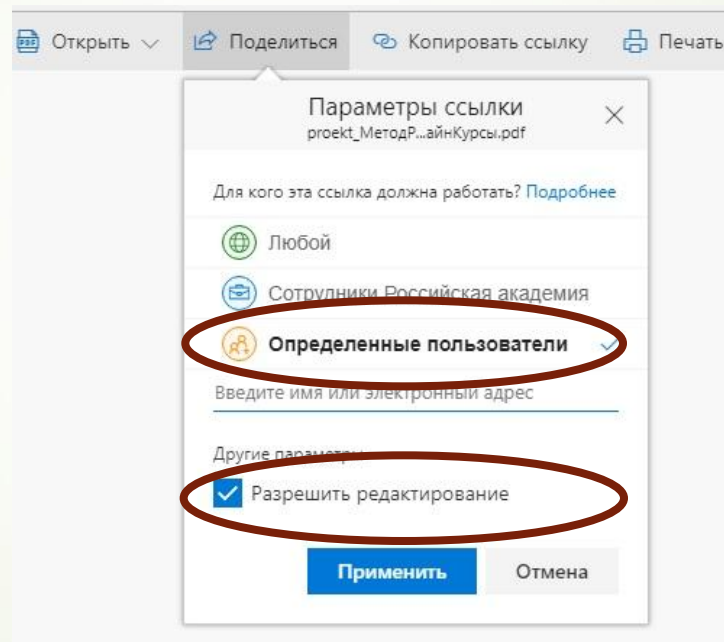 Открыть Поделиться Копировать ссылку Печать
Параметры ссылки
proekt_МетодР...айнКурсы.pdf
Для кого эта ссылка должна работать? Подробнее
Любой
Сотрудники Российская академия
Определенные пользователи
Введите имя или электронный адрес
Другие параметры
Разрешить редактирование
Применить Отмена